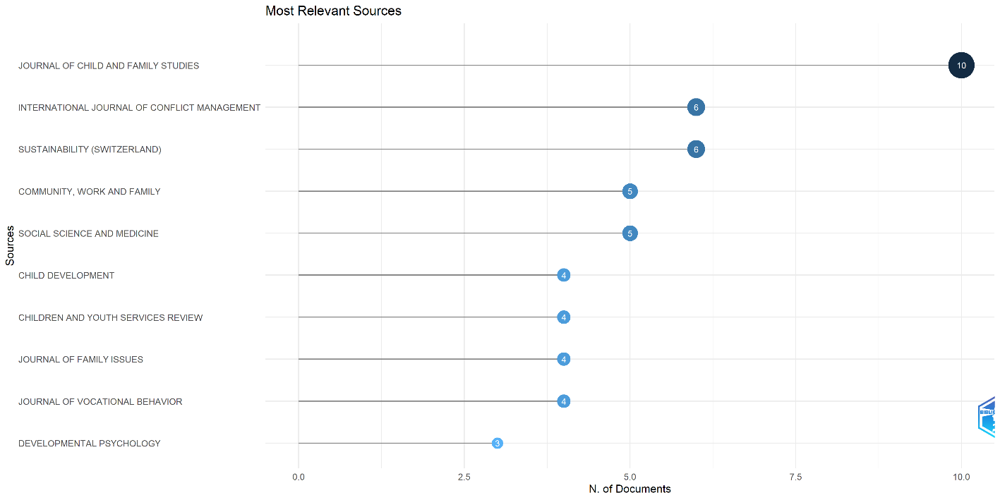 Most Relevant Sources
JOURNAL OF CHILD AND FAMILY STUDIES
10
INTERNATIONAL JOURNAL OF CONFLICT MANAGEMENT
6
SUSTAINABILITY (SWITZERLAND)
6
COMMUNITY, WORK AND FAMILY
5
SOCIAL SCIENCE AND MEDICINE
5
Sources
CHILD DEVELOPMENT
4
CHILDREN AND YOUTH SERVICES REVIEW
4
JOURNAL OF FAMILY ISSUES
4
JOURNAL OF VOCATIONAL BEHAVIOR
4
DEVELOPMENTAL PSYCHOLOGY
3
0.0 2.5 5.0 7.5 10.0
N. of Documents